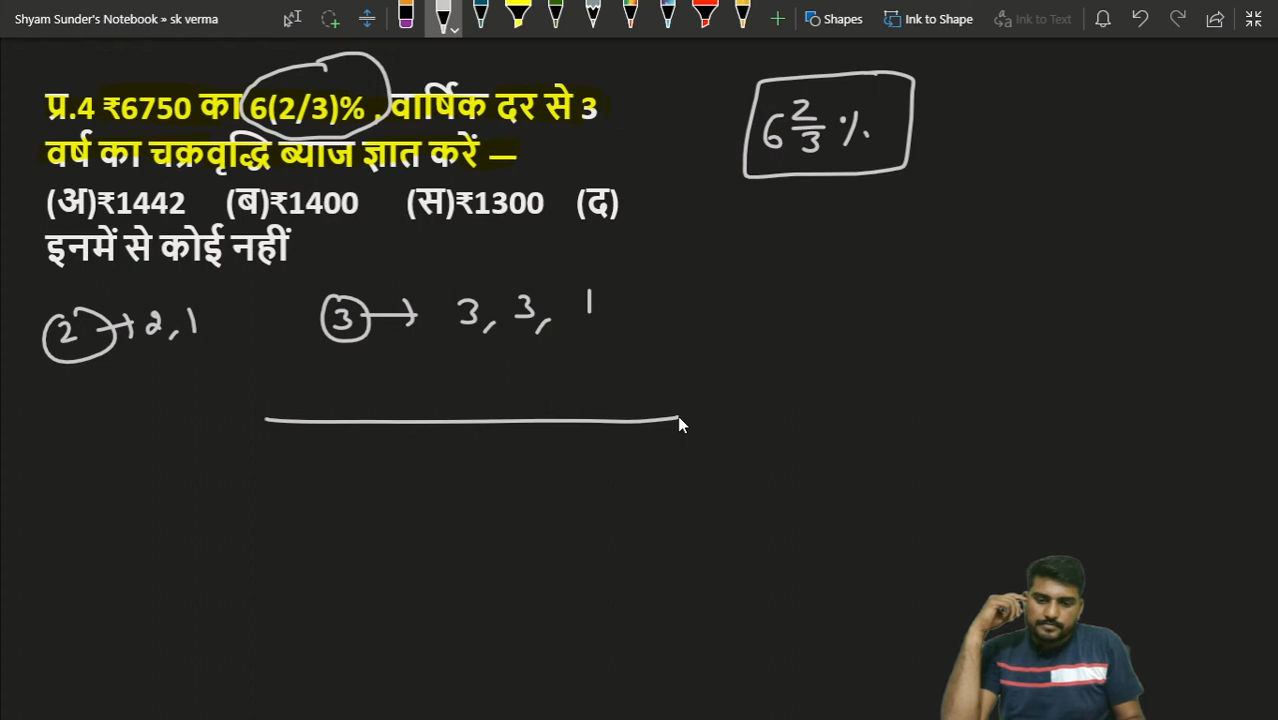 Shyam Sunder's Notebook » sk verma
Shapes Ink to Shape Ink to Text
प्र.4 ₹6750 का 6(2/3)% , वार्षिक दर से 3
वर्ष का चक्रवृद्धि ब्याज ज्ञात करें —
(अ)₹1442 (ब)₹1400 (स)₹1300 (द)
इनमें से कोई नहीं
6 2/3 %
2 → 2, 1
3 → 3, 3, 1